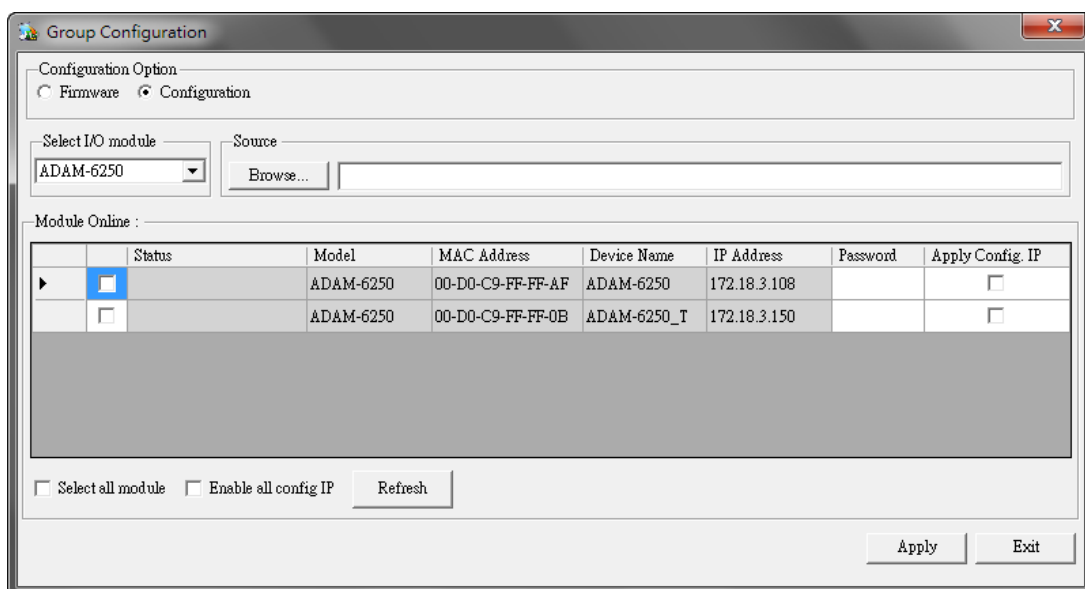 Group Configuration
Configuration Option
Firmware Configuration
Select I/O module Source
ADAM-6250 Browse...
Module Online :
Status Model MAC Address Device Name IP Address Password Apply Config. IP
ADAM-6250 00-D0-C9-FF-FF-AF ADAM-6250 172.18.3.108
ADAM-6250 00-D0-C9-FF-FF-0B ADAM-6250_T 172.18.3.150
Select all module Enable all config IP Refresh
Apply Exit